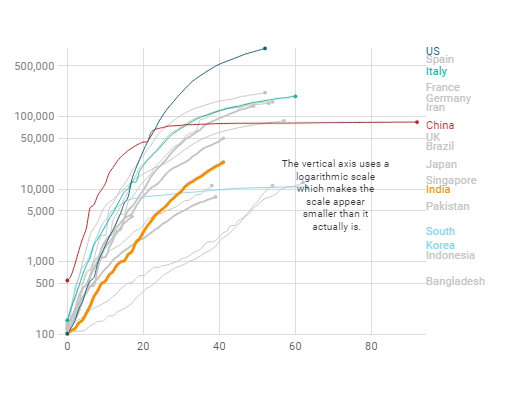 US
Spain
500,000
Italy
France
Germany
Iran
100,000
China
50,000
UK
Brazil
The vertical axis uses a
logarithmic scale
which makes the
scale appear
smaller than it
actually is.
Japan
Singapore
10,000
India
5,000
Pakistan
South
Korea
1,000
Indonesia
500
Bangladesh
100
0 20 40 60 80